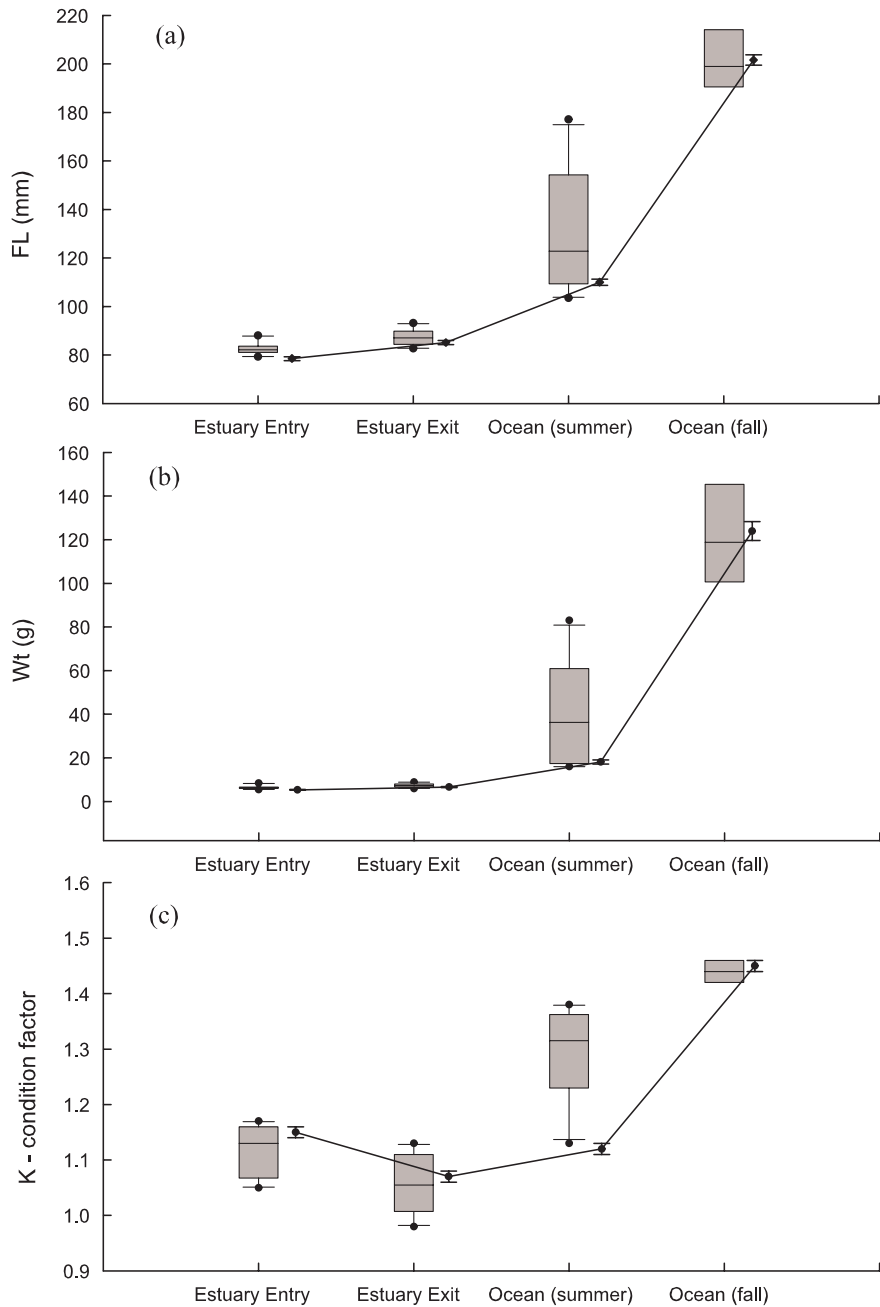 220
(a)
200
180
160
140
FL (mm)
120
100
80
60
Estuary Entry Estuary Exit Ocean (summer) Ocean (fall)
160
(b)
140
120
100
80
Wt (g)
60
40
20
0
Estuary Entry Estuary Exit Ocean (summer) Ocean (fall)
1.6
(c)
1.5
1.4
1.3
K - condition factor
1.2
1.1
1.0
0.9
Estuary Entry Estuary Exit Ocean (summer) Ocean (fall)